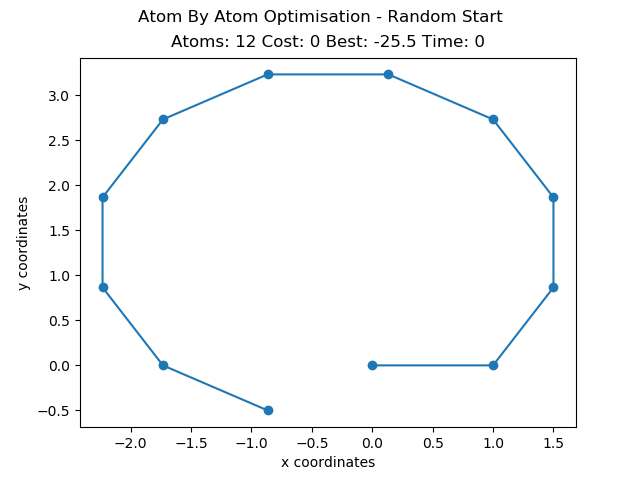 Atom By Atom Optimisation - Random Start
Atoms: 12 Cost: 0 Best: -25.5 Time: 0
3.0
2.5
2.0
1.5
1.0
0.5
0.0
−0.5
y coordinates
−2.0 −1.5 −1.0 −0.5 0.0 0.5 1.0 1.5
x coordinates